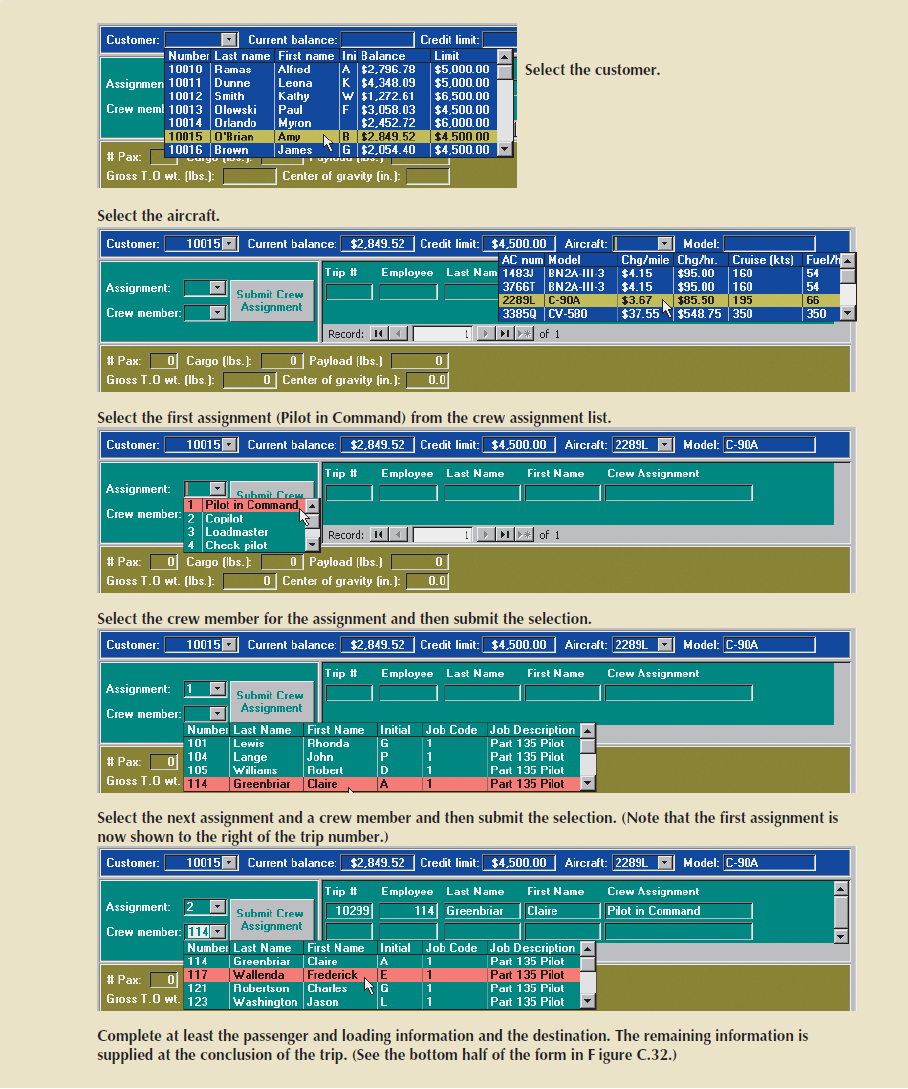 Customer: Current balance: Credit limit:
Select the customer.
Number Last name First name Ini Balance Limit
10010 Ramas Alfred A $2,796.78 $5,000.00
10011 Dunne Leona K $4,348.09 $5,000.00
10012 Smith Kathy W $1,272.61 $6,500.00
10013 Olowski Paul F $3,058.03 $4,500.00
10014 Orlando Myron $2,452.72 $6,000.00
10015 O'Brian Amy B $2,849.52 $4,500.00
10016 Brown James G $2,054.40 $4,500.00
Assignmen
Crew memb
# Pax: 0 Cargo (lbs.): Payload (lbs.)
Gross T.O wt. (lbs.): Center of gravity (in.):
Select the aircraft.
Customer: 10015 Current balance: $2,849.52 Credit limit: $4,500.00 Aircraft: Model:
AC num Model Chg/mile Chg/hr. Cruise (kts) Fuel/h
1483J BN2A-III-3 $4.15 $95.00 160 54
3766T BN2A-III-3 $4.15 $95.00 160 54
2289L C-90A $3.67 $85.50 195 66
3385Q CV-580 $37.55 $548.75 350 350
Trip # Employee Last Nam
Assignment: Submit Crew Assignment
Crew member:
Record: 1 of 1
# Pax: 0 Cargo (lbs.): 0 Payload (lbs.) 0
Gross T.O wt. (lbs.): 0 Center of gravity (in.): 0.0
Select the first assignment (Pilot in Command) from the crew assignment list.
Customer: 10015 Current balance: $2,849.52 Credit limit: $4,500.00 Aircraft: 2289L Model: C-90A
Trip # Employee Last Name First Name Crew Assignment
Assignment: Submit Crew
1 Pilot in Command
Crew member: 2 Copilot
3 Loadmaster
4 Check pilot
Record: 1 of 1
# Pax: 0 Cargo (lbs.): 0 Payload (lbs.) 0
Gross T.O wt. (lbs.): 0 Center of gravity (in.): 0.0
Select the crew member for the assignment and then submit the selection.
Customer: 10015 Current balance: $2,849.52 Credit limit: $4,500.00 Aircraft: 2289L Model: C-90A
Trip # Employee Last Name First Name Crew Assignment
Assignment: 1 Submit Crew Assignment
Crew member:
Number Last Name First Name Initial Job Code Job Description
101 Lewis Rhonda G 1 Part 135 Pilot
104 Lange John P 1 Part 135 Pilot
105 Williams Robert D 1 Part 135 Pilot
114 Greenbriar Claire A 1 Part 135 Pilot
# Pax: 0
Gross T.O wt.
Select the next assignment and a crew member and then submit the selection. (Note that the first assignment is
now shown to the right of the trip number.)
Customer: 10015 Current balance: $2,849.52 Credit limit: $4,500.00 Aircraft: 2289L Model: C-90A
Trip # Employee Last Name First Name Crew Assignment
10299 114 Greenbriar Claire Pilot in Command
Assignment: 2 Submit Crew Assignment
Crew member: 114
Number Last Name First Name Initial Job Code Job Description
114 Greenbriar Claire A 1 Part 135 Pilot
117 Wallenda Frederick E 1 Part 135 Pilot
121 Robertson Charles G 1 Part 135 Pilot
123 Washington Jason L 1 Part 135 Pilot
# Pax: 0
Gross T.O wt.
Complete at least the passenger and loading information and the destination. The remaining information is
supplied at the conclusion of the trip. (See the bottom half of the form in Figure C.32.)